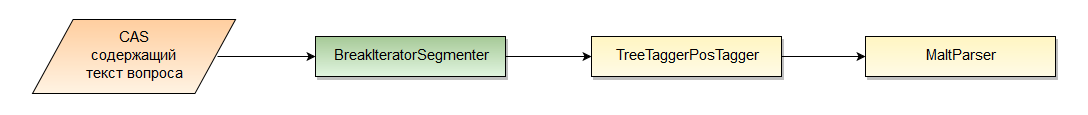 CAS
содержащий
текст вопроса
BreakIteratorSegmenter
TreeTaggerPosTagger
MaltParser